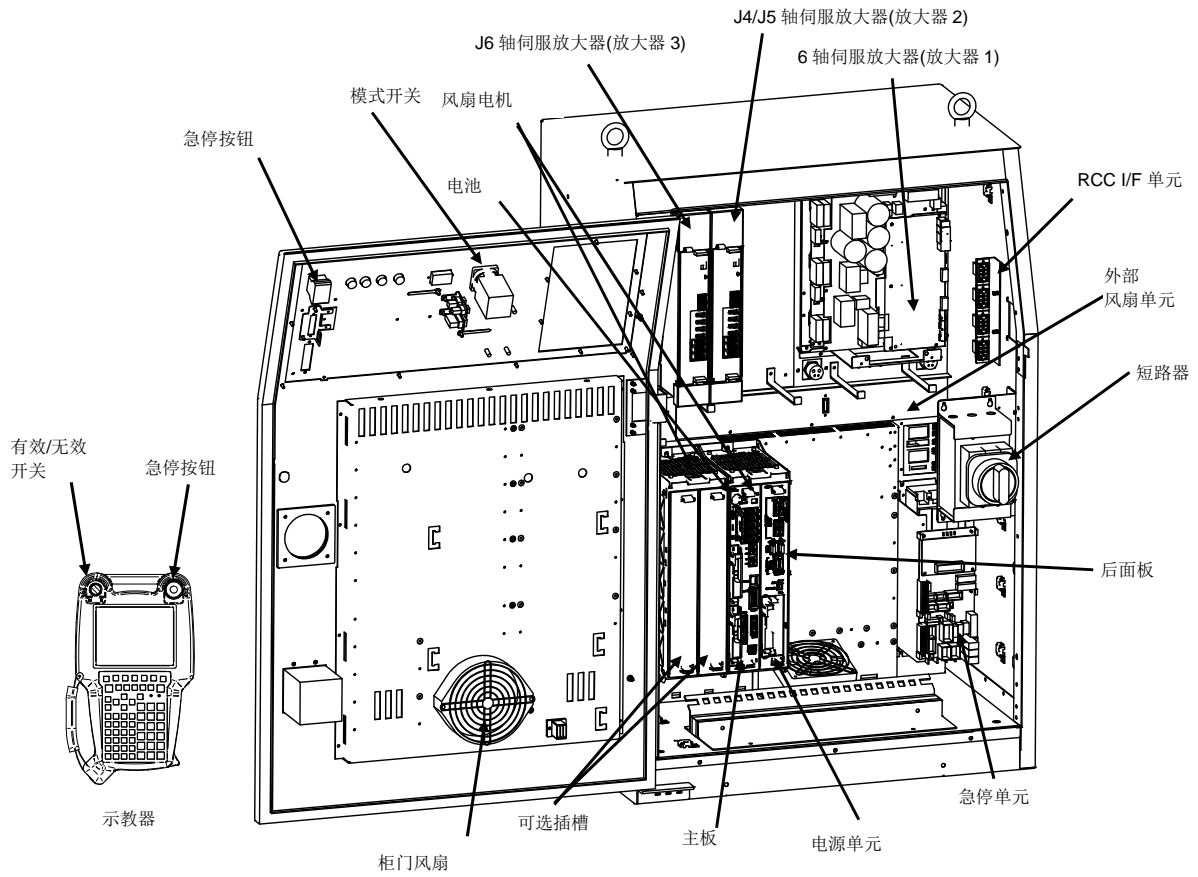 J4/J5 轴伺服放大器(放大器 2)
J6 轴伺服放大器(放大器 3)
6 轴伺服放大器(放大器 1)
模式开关
风扇电机
急停按钮
电池
RCC I/F 单元
外部
风扇单元
短路器
有效/无效
开关
急停按钮
后面板
示教器
急停单元
可选插槽
主板
电源单元
柜门风扇